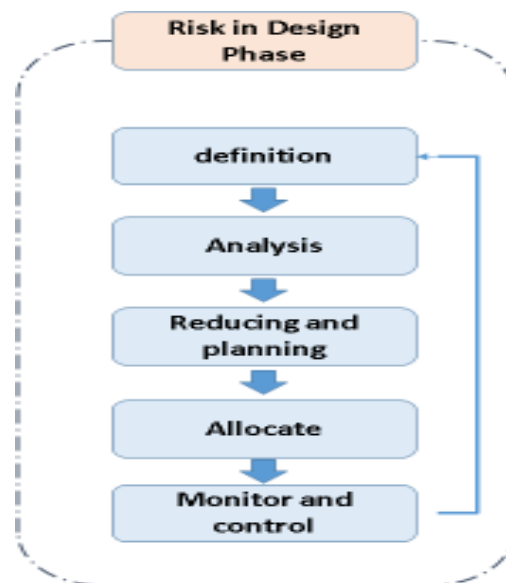 Risk in Design
Phase
definition
Analysis
Reducing and
planning
Allocate
Monitor and
control